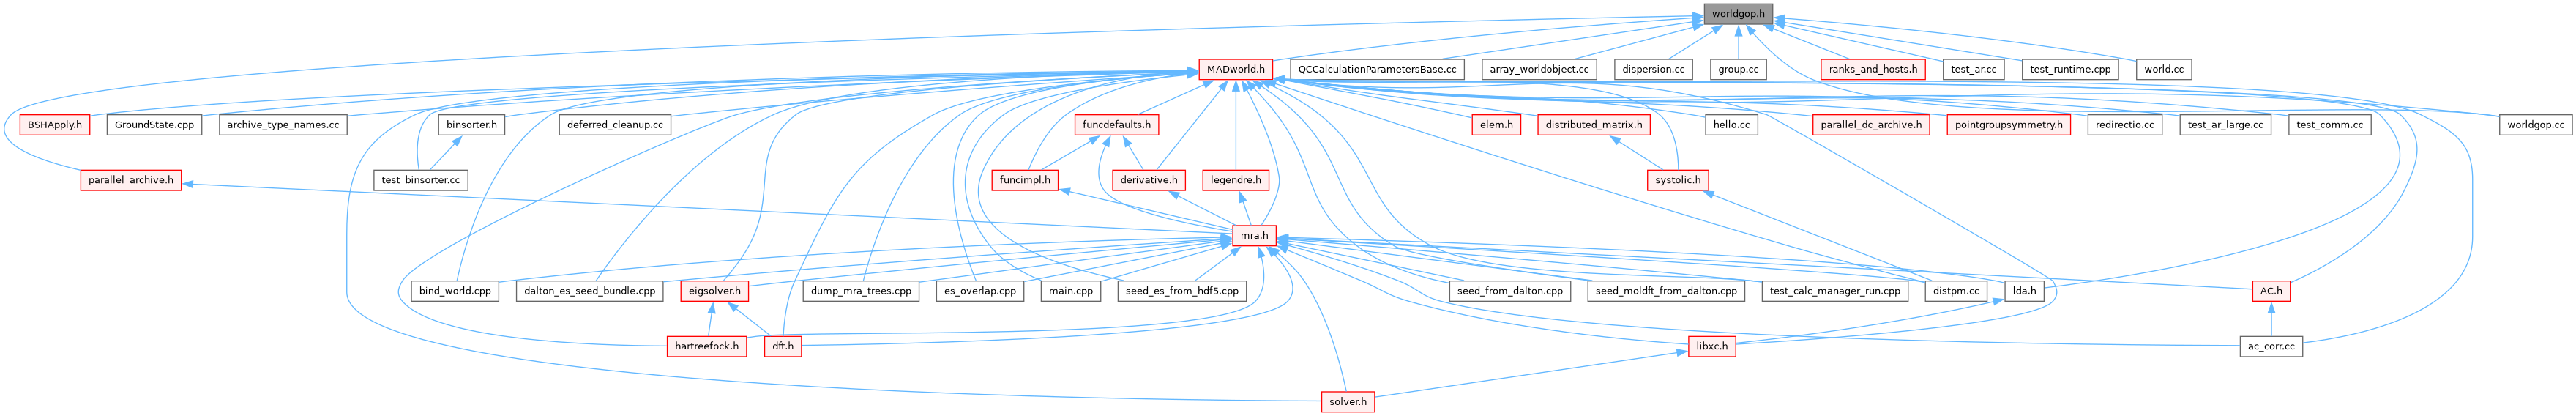 worldgop.h
MADworld.h
QCCalculationParametersBase.cc
array_worldobject.cc
dispersion.cc
group.cc
ranks_and_hosts.h
test_ar.cc
test_runtime.cpp
world.cc
BSHApply.h
GroundState.cpp
archive_type_names.cc
binsorter.h
deferred_cleanup.cc
funcdefaults.h
elem.h
distributed_matrix.h
hello.cc
parallel_dc_archive.h
pointgroupsymmetry.h
redirectio.cc
test_ar_large.cc
test_comm.cc
worldgop.cc
parallel_archive.h
test_binsorter.cc
funcimpl.h
derivative.h
legendre.h
systolic.h
mra.h
bind_world.cpp
dalton_es_seed_bundle.cpp
eigsolver.h
dump_mra_trees.cpp
es_overlap.cpp
main.cpp
seed_es_from_hdf5.cpp
seed_from_dalton.cpp
seed_moldft_from_dalton.cpp
test_calc_manager_run.cpp
distpm.cc
lda.h
AC.h
hartreefock.h
dft.h
libxc.h
ac_corr.cc
solver.h